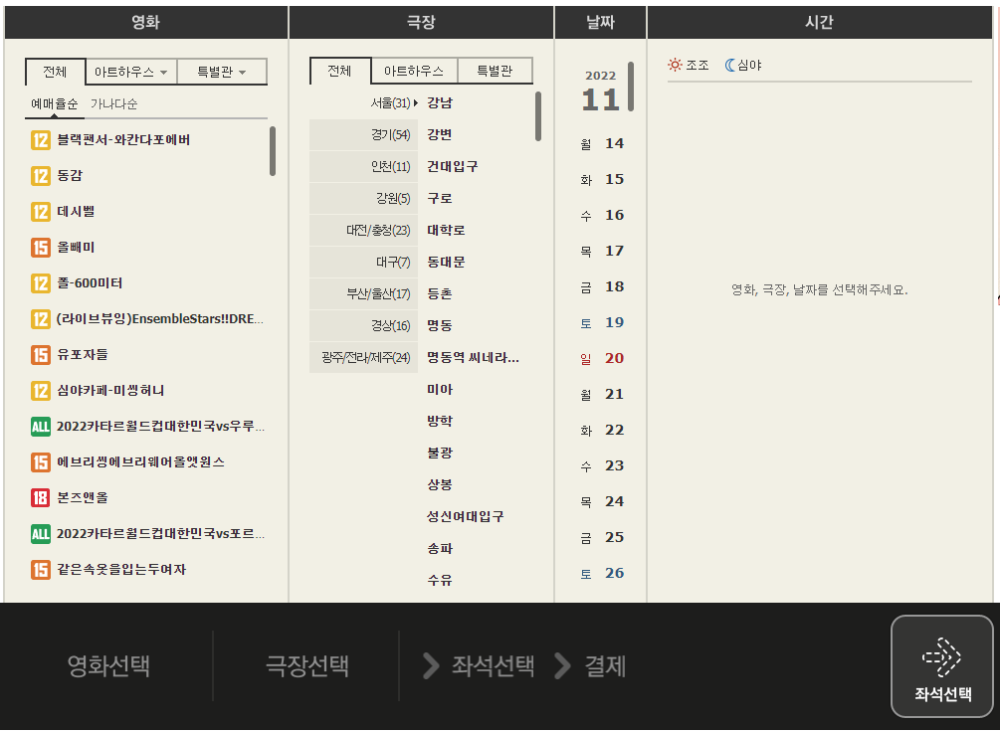 영화
전체 아트하우스 특별관
예매율순 가나다순
12 블랙팬서-와칸다포에버
12 동감
12 데시벨
15 올빼미
12 폴-600미터
12 (라이브뷰잉)EnsembleStars!!DRE...
15 유포자들
12 심야카페-미씽허니
ALL 2022카타르월드컵대한민국vs우루...
15 에브리씽에브리웨어올앳원스
18 본즈앤올
ALL 2022카타르월드컵대한민국vs포르...
15 같은속옷을입는두여자
극장
전체 아트하우스 특별관
서울(31)
경기(54)
인천(11)
강원(5)
대전/충청(23)
대구(7)
부산/울산(17)
경상(16)
광주/전라/제주(24)
강남
강변
건대입구
구로
대학로
동대문
등촌
명동
명동역 씨네라...
미아
방학
불광
상봉
성신여대입구
송파
수유
날짜
2022
11
월 14
화 15
수 16
목 17
금 18
토 19
일 20
월 21
화 22
수 23
목 24
금 25
토 26
시간
조조 심야
영화, 극장, 날짜를 선택해주세요.
영화선택 극장선택 좌석선택 결제
좌석선택